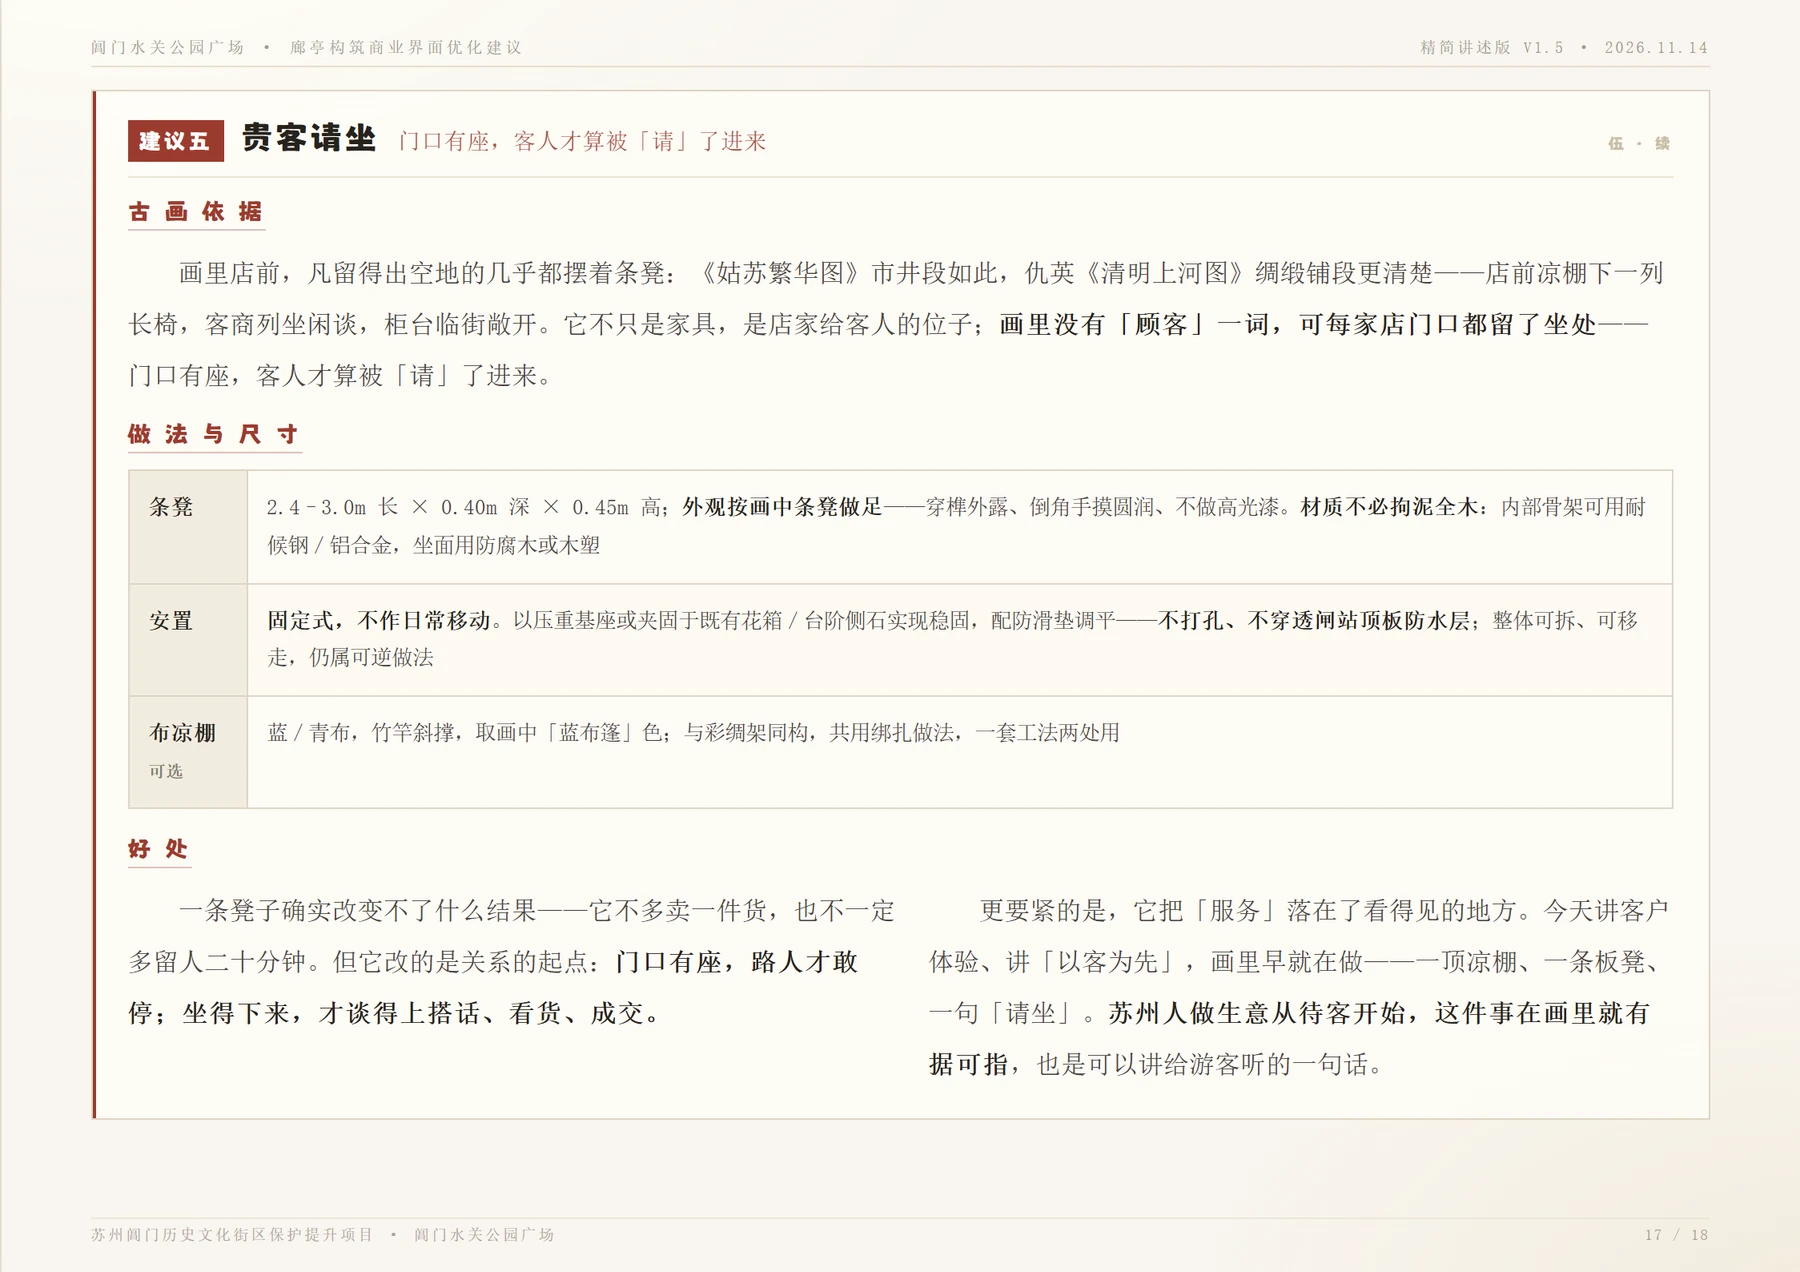 阊门水关公园广场 • 廊亭构筑商业界面优化建议
精简讲述版 V1.5 • 2026.11.14
建议五 贵客请坐 门口有座，客人才算被「请」了进来
伍 · 续
古画依据
画里店前，凡留得出空地的几乎都摆着条凳：《姑苏繁华图》市井段如此，仇英《清明上河图》绸缎铺段更清楚——店前凉棚下一列
长椅，客商列坐闲谈，柜台临街敞开。它不只是家具，是店家给客人的位子；画里没有「顾客」一词，可每家店门口都留了坐处——
门口有座，客人才算被「请」了进来。
做法与尺寸
条凳
2.4–3.0m 长 × 0.40m 深 × 0.45m 高；外观按画中条凳做足——穿榫外露、倒角手摸圆润、不做高光漆。材质不必拘泥全木：内部骨架可用耐
候钢 / 铝合金，坐面用防腐木或木塑
安置
固定式，不作日常移动。以压重基座或夹固于既有花箱 / 台阶侧石实现稳固，配防滑垫调平——不打孔、不穿透闸站顶板防水层；整体可拆、可移
走，仍属可逆做法
布凉棚
可选
蓝 / 青布，竹竿斜撑，取画中「蓝布篷」色；与彩绸架同构，共用绑扎做法，一套工法两处用
好处
一条凳子确实改变不了什么结果——它不多卖一件货，也不一定
多留人二十分钟。但它改的是关系的起点：门口有座，路人才敢
停；坐得下来，才谈得上搭话、看货、成交。
更要紧的是，它把「服务」落在了看得见的地方。今天讲客户
体验、讲「以客为先」，画里早就在做——一顶凉棚、一条板凳、
一句「请坐」。苏州人做生意从待客开始，这件事在画里就有
据可指，也是可以讲给游客听的一句话。
苏州阊门历史文化街区保护提升项目 • 阊门水关公园广场
17 / 18